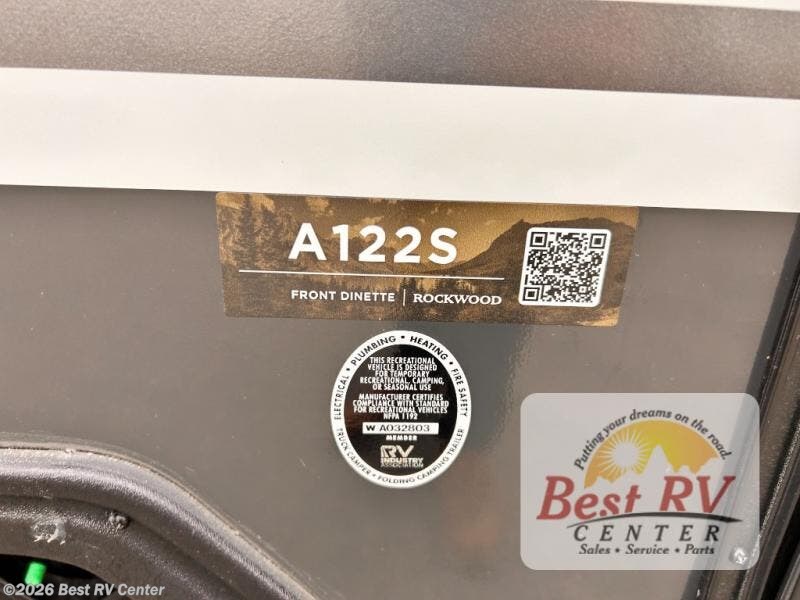 A122S
FRONT DINETTE | ROCKWOOD
ELECTRICAL • PLUMBING • HEATING • FIRE SAFETY
THIS RECREATIONAL
VEHICLE IS DESIGNED
FOR TEMPORARY
RECREATIONAL, CAMPING,
OR SEASONAL USE
MANUFACTURER CERTIFIES
COMPLIANCE WITH STANDARD
FOR RECREATIONAL VEHICLES
NFPA 1192
W A032803
MEMBER
RV
INDUSTRY
ASSOCIATION
TRUCK CAMPER • FOLDING CAMPING TRAILER
Putting your dreams on the road.
Best RV
CENTER
Sales • Service • Parts
©2026 Best RV Center